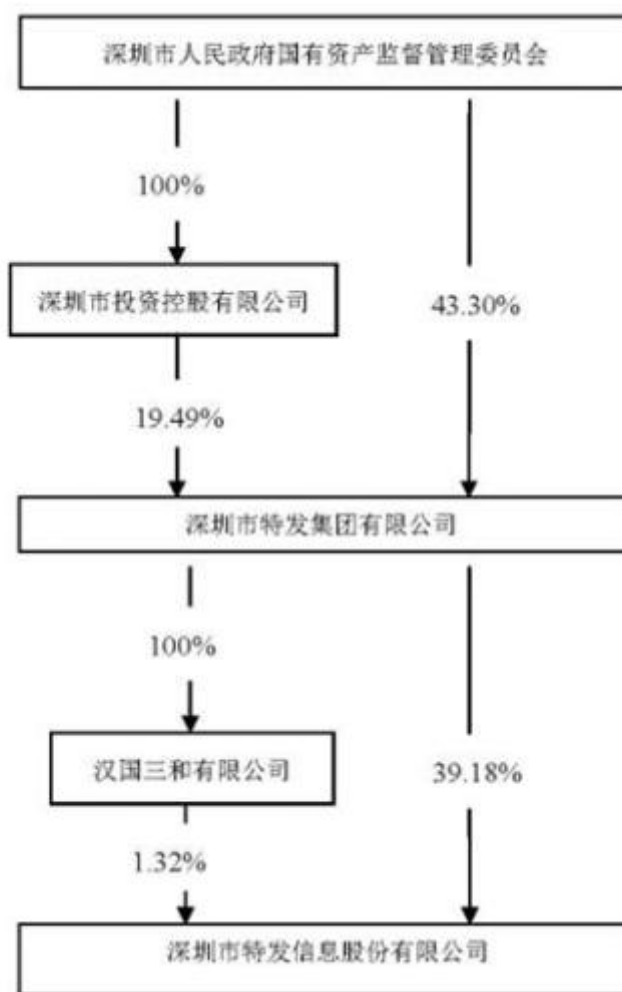 深圳市人民政府国有资产监督管理委员会
100%
深圳市投资控股有限公司
43.30%
19.49%
深圳市特发集团有限公司
100%
汉国三和有限公司
39.18%
1.32%
深圳市特发信息股份有限公司